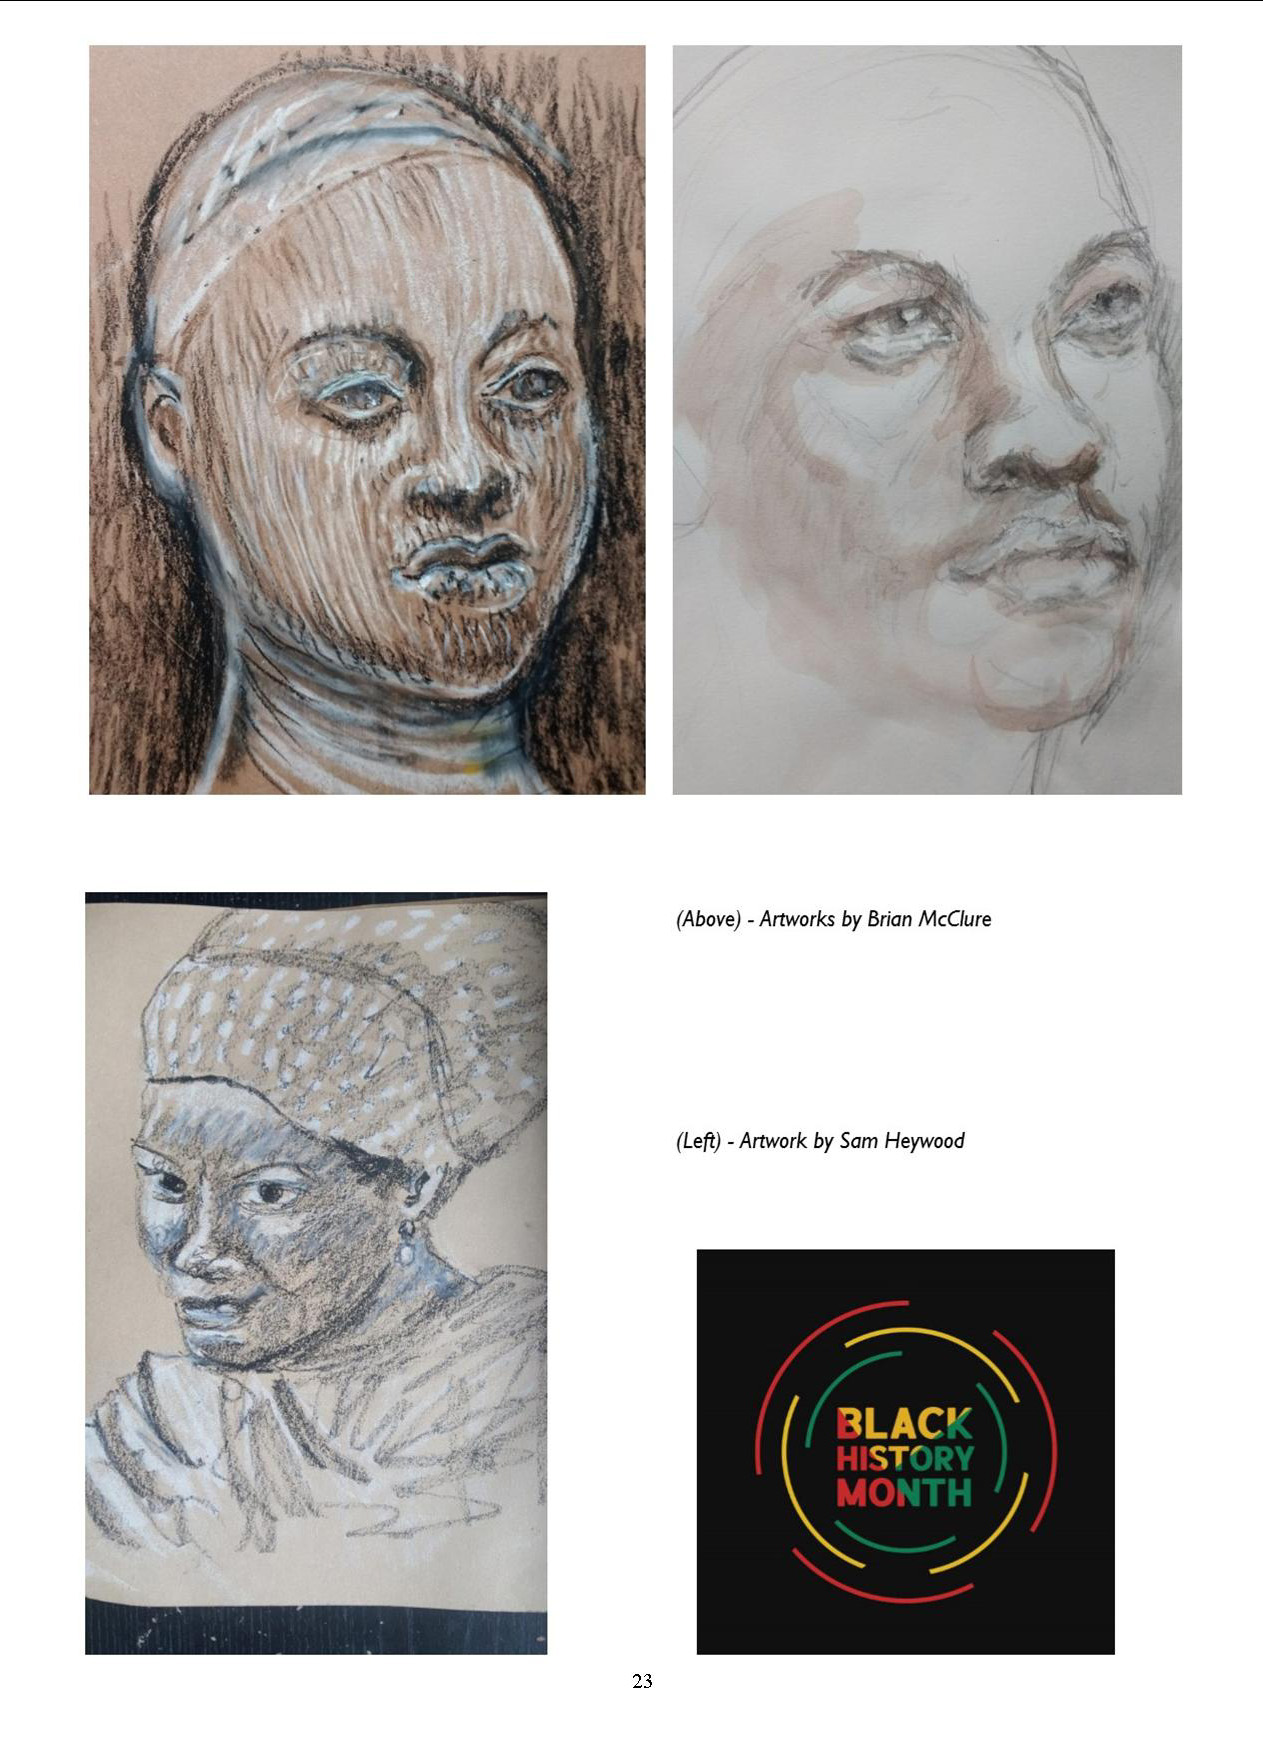 (Above) - Artworks by Brian McClure
(Left) - Artwork by Sam Heywood
BLACK
HISTORY
MONTH
23